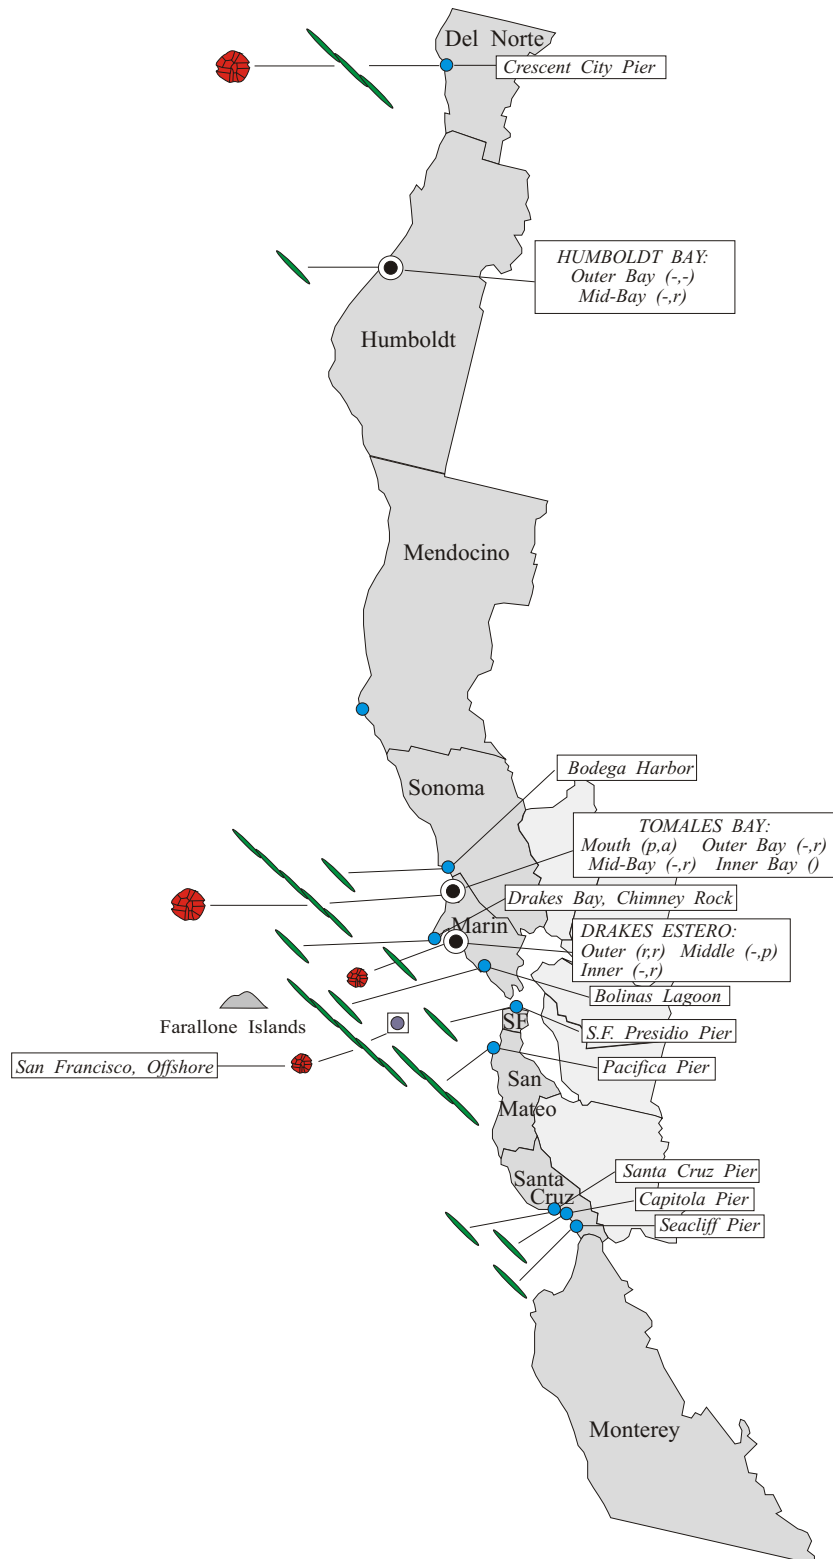 Del Norte
Crescent City Pier
HUMBOLDT BAY:
Outer Bay (-,-)
Mid-Bay (-,r)
Humboldt
Mendocino
Bodega Harbor
Sonoma
TOMALES BAY:
Mouth (p,a) Outer Bay (-,r)
Mid-Bay (-,r) Inner Bay ()
Drakes Bay, Chimney Rock
Marin
DRAKES ESTERO:
Outer (r,r) Middle (-,p)
Inner (-,r)
Bolinas Lagoon
Farallone Islands
SF
S.F. Presidio Pier
San Francisco, Offshore
Pacifica Pier
San
Mateo
Santa Cruz Pier
Santa
Cruz
Capitola Pier
Seacliff Pier
Monterey